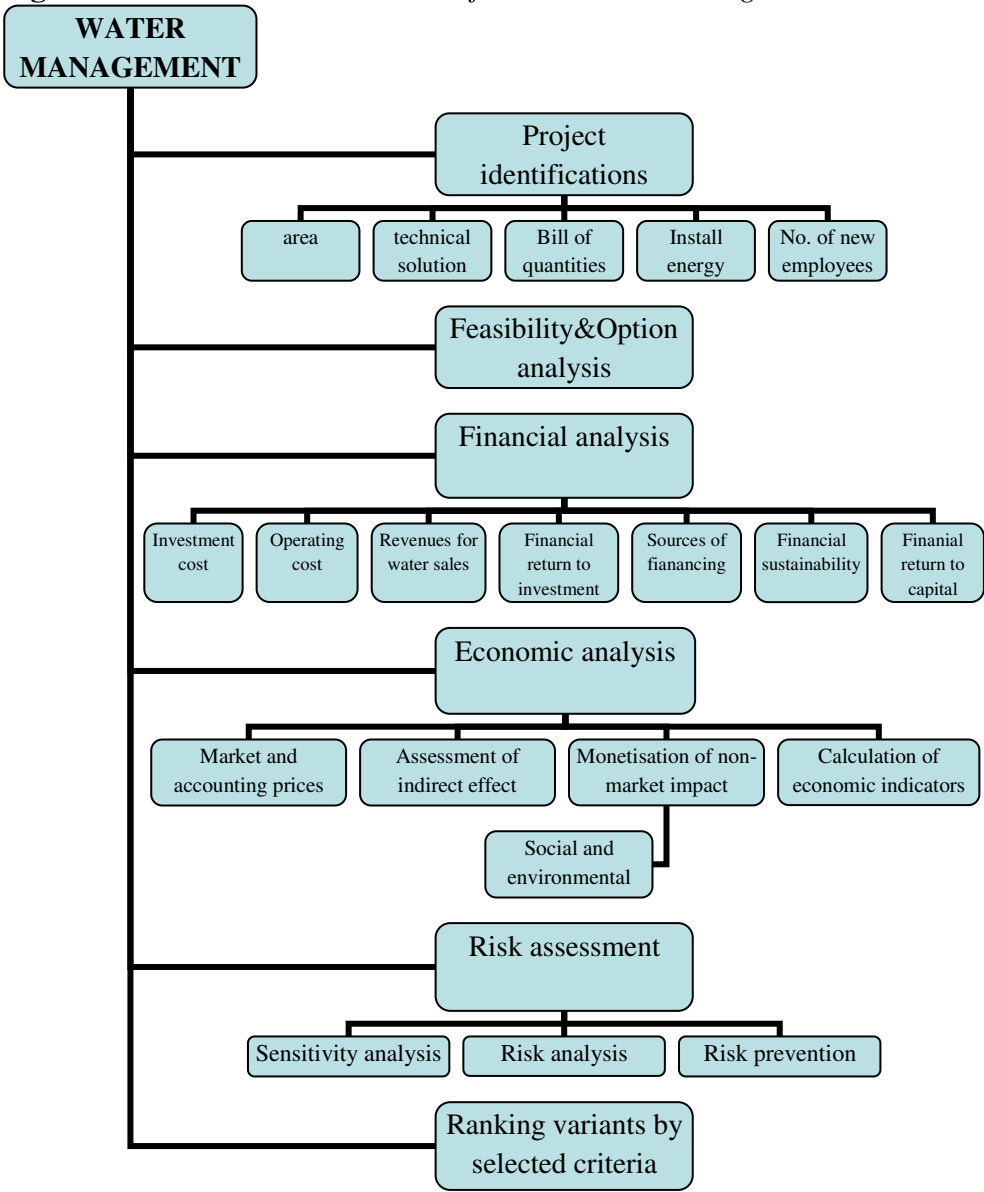 WATER
MANAGEMENT
Project
identifications
area
technical
solution
Bill of
quantities
Install
energy
No. of new
employees
Feasibility&Option
analysis
Financial analysis
Investment
cost
Operating
cost
Revenues for
water sales
Financial
return to
investment
Sources of
fianancing
Financial
sustainability
Finanial
return to
capital
Economic analysis
Market and
accounting prices
Assessment of
indirect effect
Monetisation of non-
market impact
Calculation of
economic indicators
Social and
environmental
Risk assessment
Sensitivity analysis
Risk analysis
Risk prevention
Ranking variants by
selected criteria